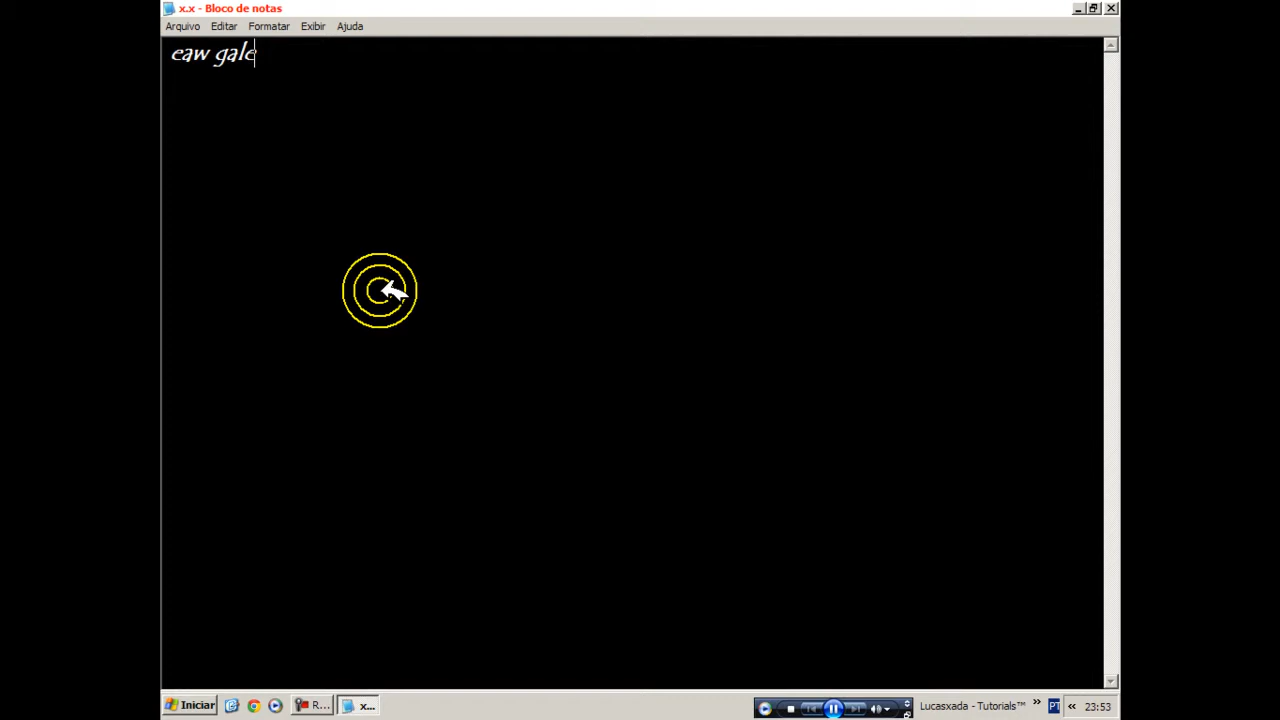 x.x - Bloco de notas
Arquivo Editar Formatar Exibir Ajuda
eaw gale
Iniciar R... x... Lucasxada - Tutorials™ » PT « 23:53